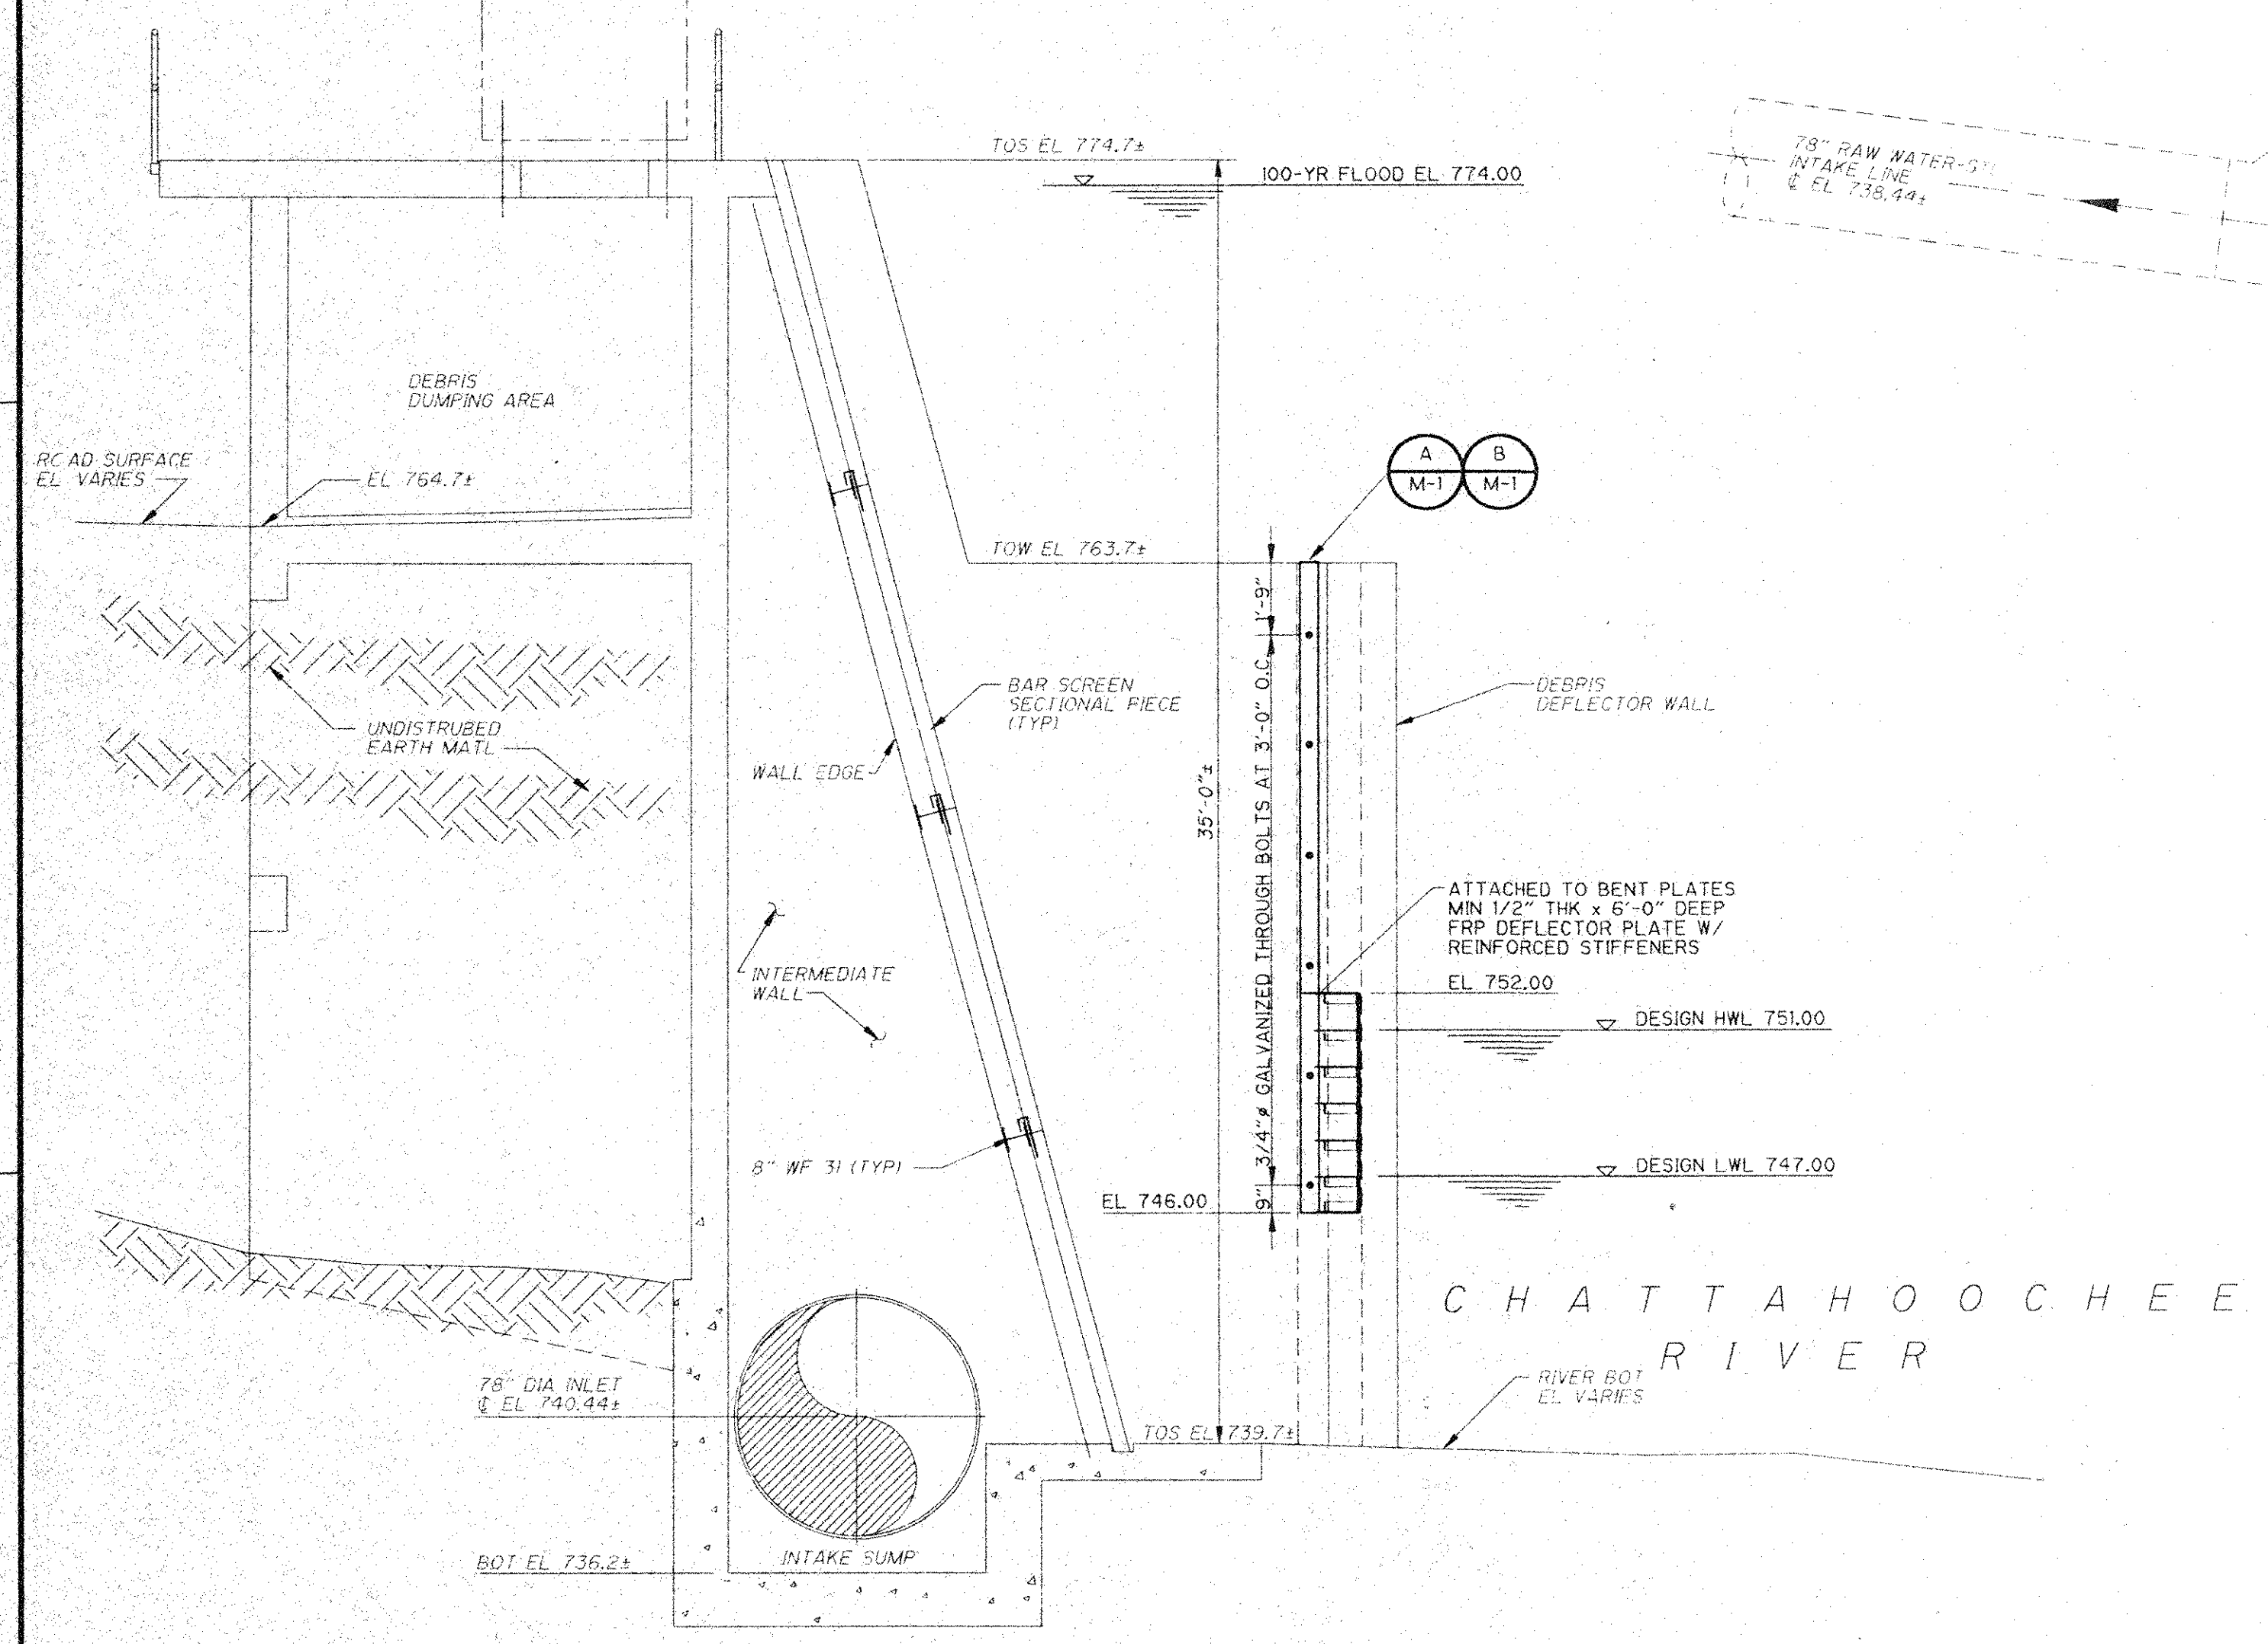 TOS EL 774.7±
100-YR FLOOD EL 774.00
78" RAW WATER
INTAKE LINE
℄ EL 738.44±
DEBRIS
DUMPING AREA
ROAD SURFACE
EL VARIES
EL 764.7±
A
M-1
B
M-1
TOW EL 763.7±
1'-9"
3/4" ø GALVANIZED THROUGH BOLTS AT 3'-0" O.C.
9"
35'-0"±
BAR SCREEN
SECTIONAL PIECE
(TYP)
DEBRIS
DEFLECTOR WALL
UNDISTRUBED
EARTH MATL
WALL EDGE
ATTACHED TO BENT PLATES
MIN 1/2" THK x 6'-0" DEEP
FRP DEFLECTOR PLATE W/
REINFORCED STIFFENERS
EL 752.00
INTERMEDIATE
WALL
DESIGN HWL 751.00
8" WF 31 (TYP)
DESIGN LWL 747.00
EL 746.00
CHATTAHOOCHEE
RIVER
78" DIA INLET
℄ EL 740.44±
RIVER BOT
EL VARIES
TOS EL 739.7±
BOT EL 736.2±
INTAKE SUMP